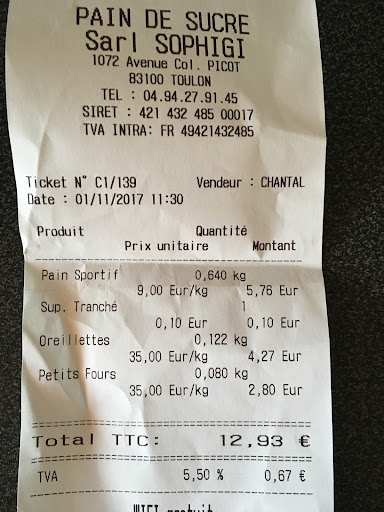 PAIN DE SUCRE
Sarl SOPHIGI
1072 Avenue Col. PICOT
83100 TOULON
TEL : 04.94.27.91.45
SIRET : 421 432 485 00017
TVA INTRA: FR 49421432485
Ticket N° C1/139 Vendeur : CHANTAL
Date : 01/11/2017 11:30
Produit Quantité
Prix unitaire Montant
Pain Sportif 0,640 kg
9,00 Eur/kg 5,76 Eur
Sup. Tranché 1
0,10 Eur 0,10 Eur
Oreillettes 0,122 kg
35,00 Eur/kg 4,27 Eur
Petits Fours 0,080 kg
35,00 Eur/kg 2,80 Eur
Total TTC: 12,93 €
TVA 5,50 % 0,67 €